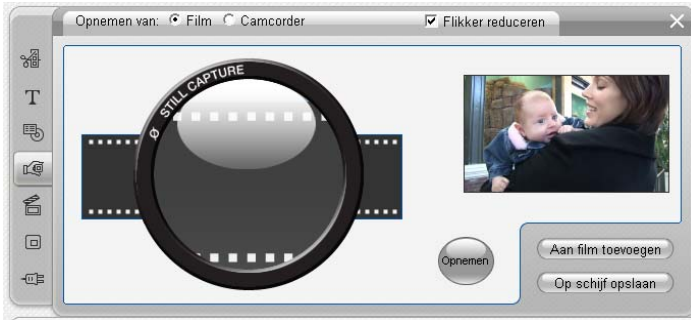 Opnemen van: Film Camcorder Flikker reduceren
T
Ø STILL CAPTURE
Opnemen
Aan film toevoegen
Op schijf opslaan